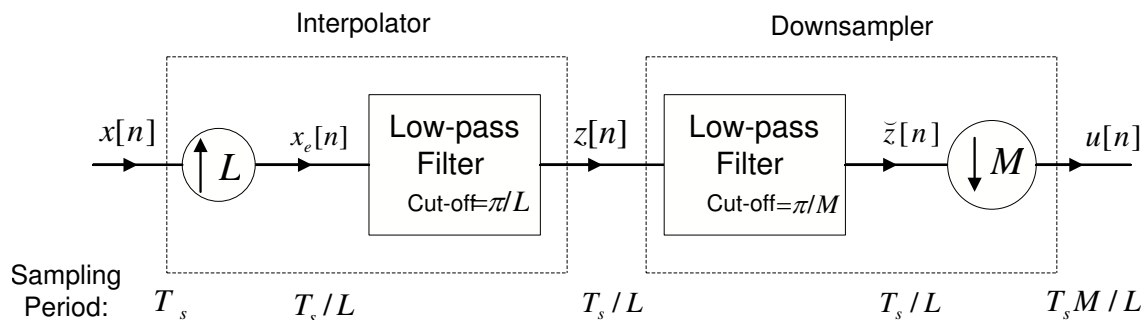 Interpolator
Downsampler
x[n]
L
x_e[n]
Low-pass
Filter
Cut-off=π/L
z[n]
Low-pass
Filter
Cut-off=π/M
z̆[n]
M
u[n]
Sampling
Period:
T_s
T_s/L
T_s/L
T_s/L
T_sM/L